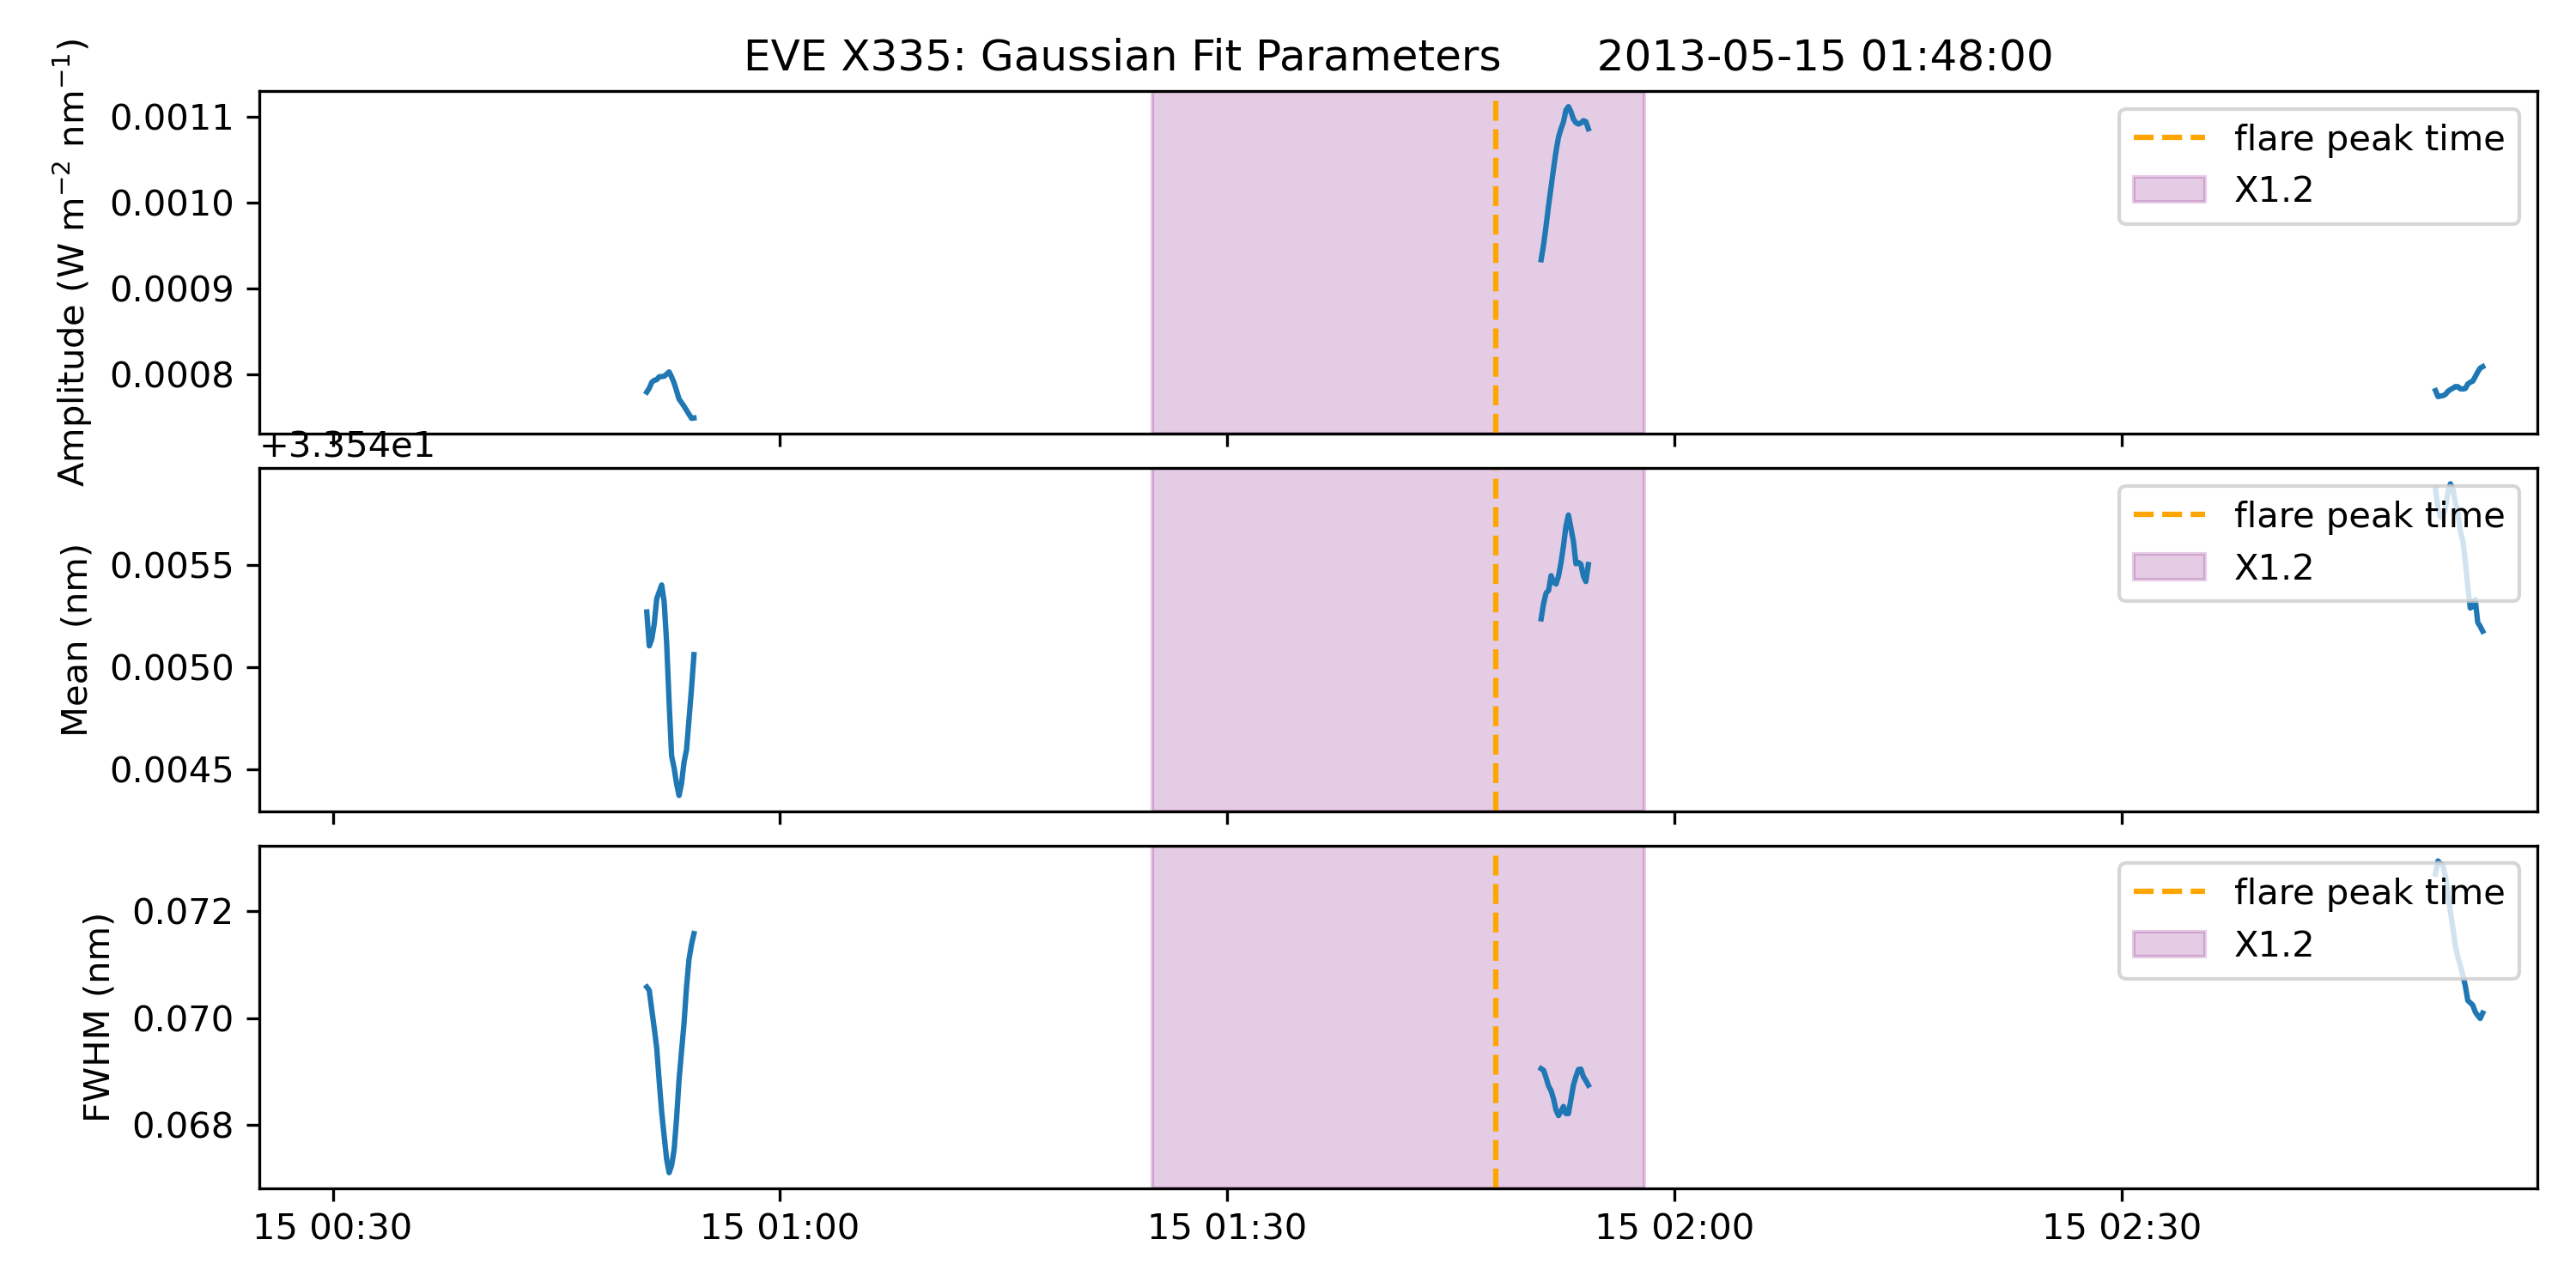 EVE X335: Gaussian Fit Parameters 2013-05-15 01:48:00
Amplitude (W m⁻² nm⁻¹)
0.0011
0.0010
0.0009
0.0008
flare peak time
X1.2
+3.354e1
Mean (nm)
0.0055
0.0050
0.0045
flare peak time
X1.2
FWHM (nm)
0.072
0.070
0.068
flare peak time
X1.2
15 00:30
15 01:00
15 01:30
15 02:00
15 02:30